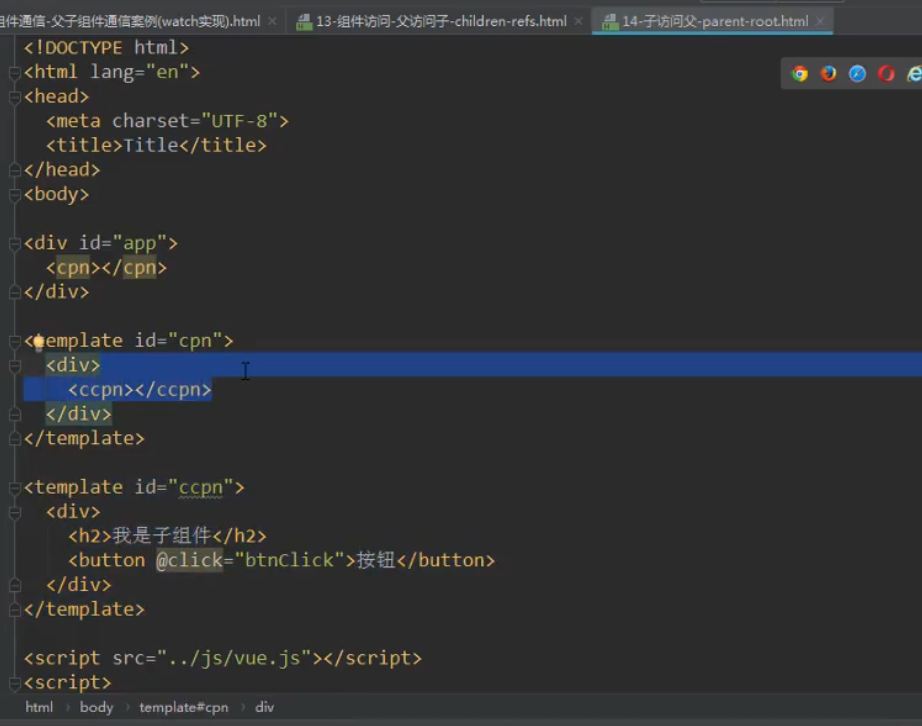 组件通信-父子组件通信案例(watch实现).html
13-组件访问-父访问子-children-refs.html
14-子访问父-parent-root.html
<!DOCTYPE html>
<html lang="en">
<head>
<meta charset="UTF-8">
<title>Title</title>
</head>
<body>
<div id="app">
<cpn></cpn>
</div>
<template id="cpn">
<div>
<ccpn></ccpn>
</div>
</template>
<template id="ccpn">
<div>
<h2>我是子组件</h2>
<button @click="btnClick">按钮</button>
</div>
</template>
<script src="../js/vue.js"></script>
<script>
html body template#cpn div